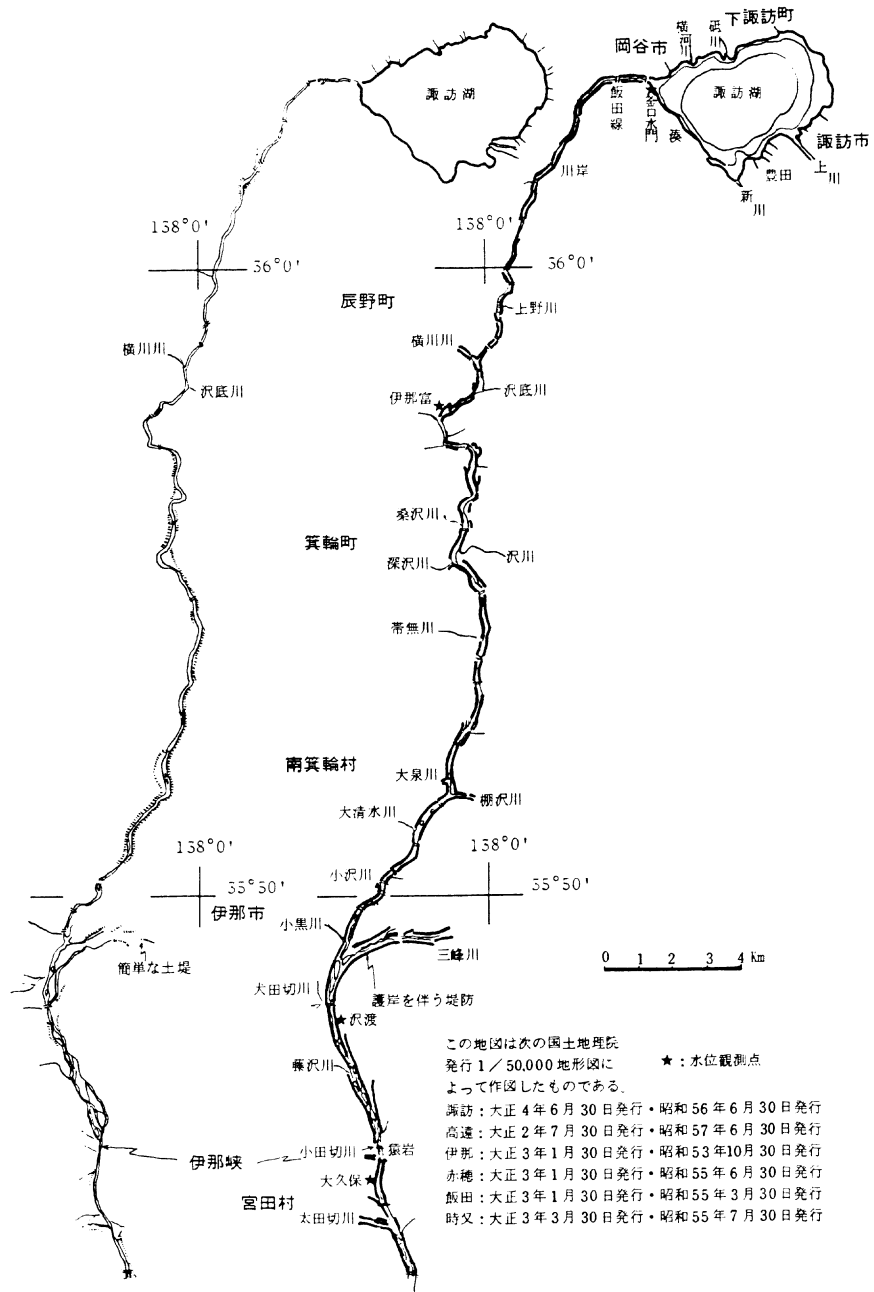 諏訪湖
138°0'
36°0'
横川川
沢底川
138°0'
35°50'
簡単な土堤
伊那峡
下諏訪町
岡谷市
横河川
砥川
諏訪湖
諏訪市
飯田線
釜口水門
湊
豊田
上川
新川
川岸
138°0'
36°0'
辰野町
上野川
横川川
沢底川
伊那富
桑沢川
箕輪町
沢川
深沢川
帯無川
南箕輪村
大泉川
棚沢川
大清水川
小沢川
138°0'
35°50'
伊那市
小黒川
三峰川
犬田切川
護岸を伴う堤防
沢渡
藤沢川
小田切川
猿岩
大久保
宮田村
太田切川
0 1 2 3 4 Km
この地図は次の国土地理院
発行1/50,000地形図に
よって作図したものである。
★:水位観測点
諏訪:大正4年6月30日発行・昭和56年6月30日発行
高遠:大正2年7月30日発行・昭和57年6月30日発行
伊那:大正3年1月30日発行・昭和53年10月30日発行
赤穂:大正3年1月30日発行・昭和55年6月30日発行
飯田:大正3年1月30日発行・昭和55年3月30日発行
時又:大正3年3月30日発行・昭和55年7月30日発行